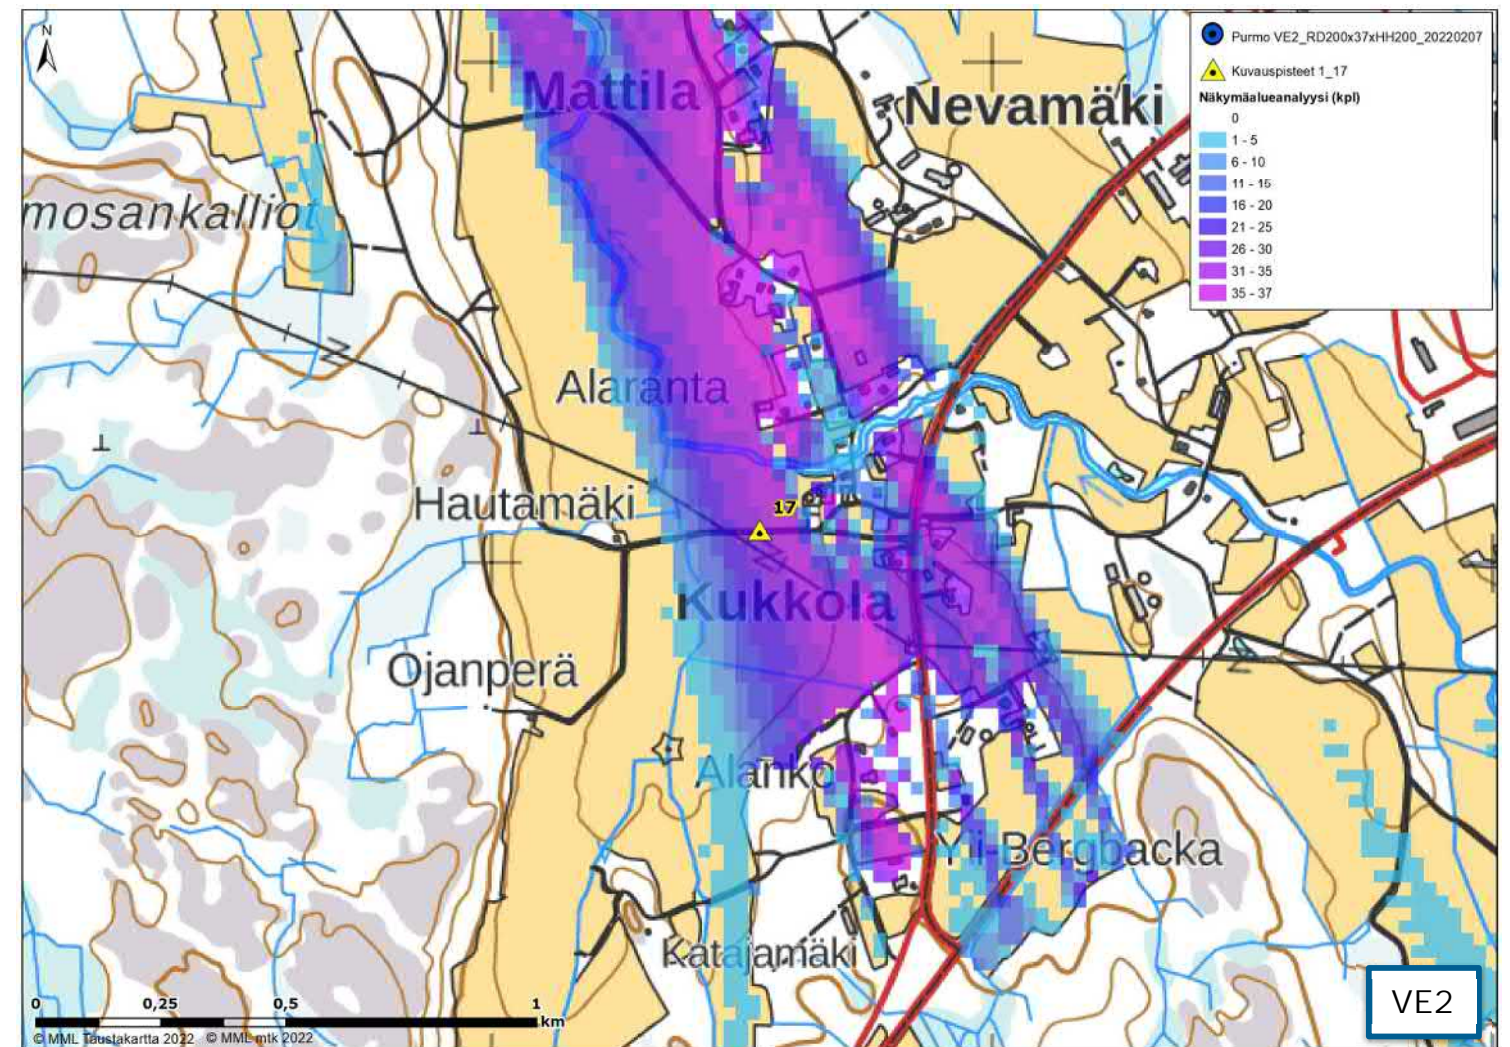 N
Purmo VE2_RD200x37xHH200_20220207
Kuvauspisteet 1_17
Näkymäalueanalyysi (kpl)
0
1 - 5
6 - 10
11 - 15
16 - 20
21 - 25
26 - 30
31 - 35
35 - 37
Mattila
Nevamäki
mosankalliot
Alaranta
Hautamäki
17
Kukkola
Ojanperä
Alanko
Yli-Bergbacka
Katajamäki
VE2
0 0,25 0,5 1
km
© MML Taustakartta 2022 © MML mtk 2022